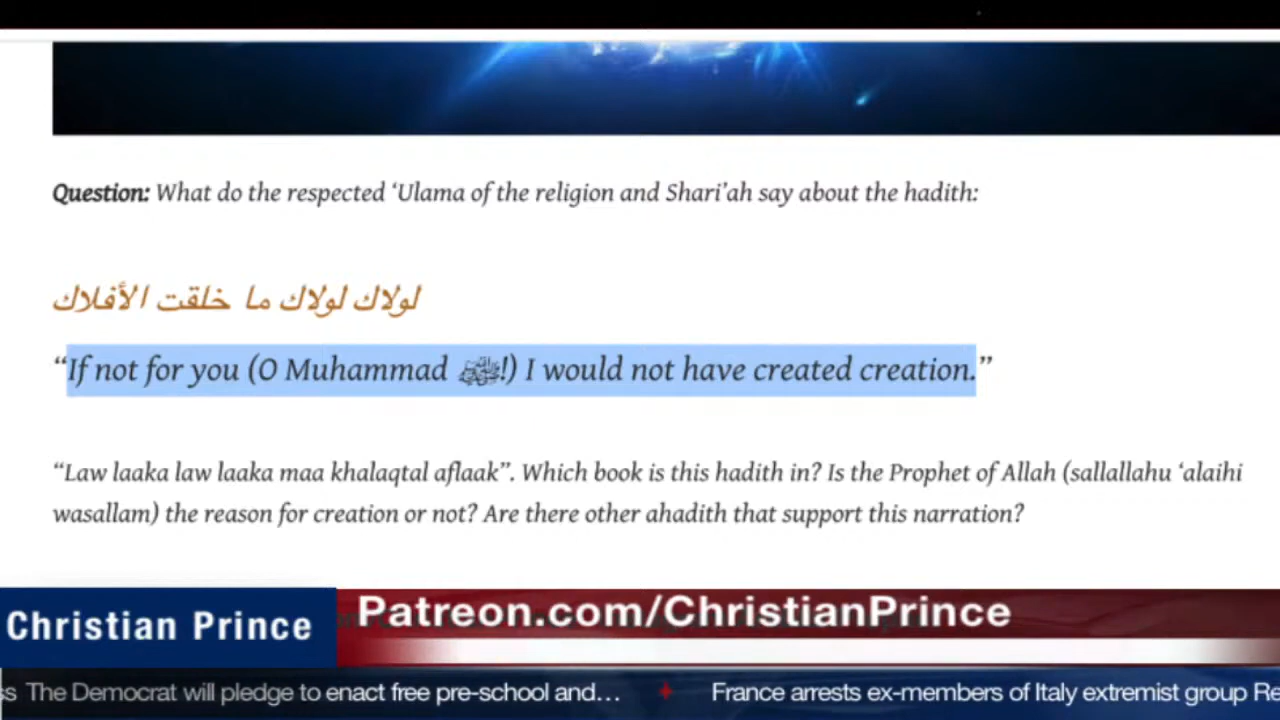 Question: What do the respected ‘Ulama of the religion and Shari’ah say about the hadith:
لولاك لولاك ما خلقت الأفلاك
“If not for you (O Muhammad ﷺ!) I would not have created creation.”
“Law laaka law laaka maa khalaqtal aflaak”. Which book is this hadith in? Is the Prophet of Allah (sallallahu ‘alaihi
wasallam) the reason for creation or not? Are there other ahadith that support this narration?
Christian Prince
Patreon.com/ChristianPrince
The Democrat will pledge to enact free pre-school and… France arrests ex-members of Italy extremist group